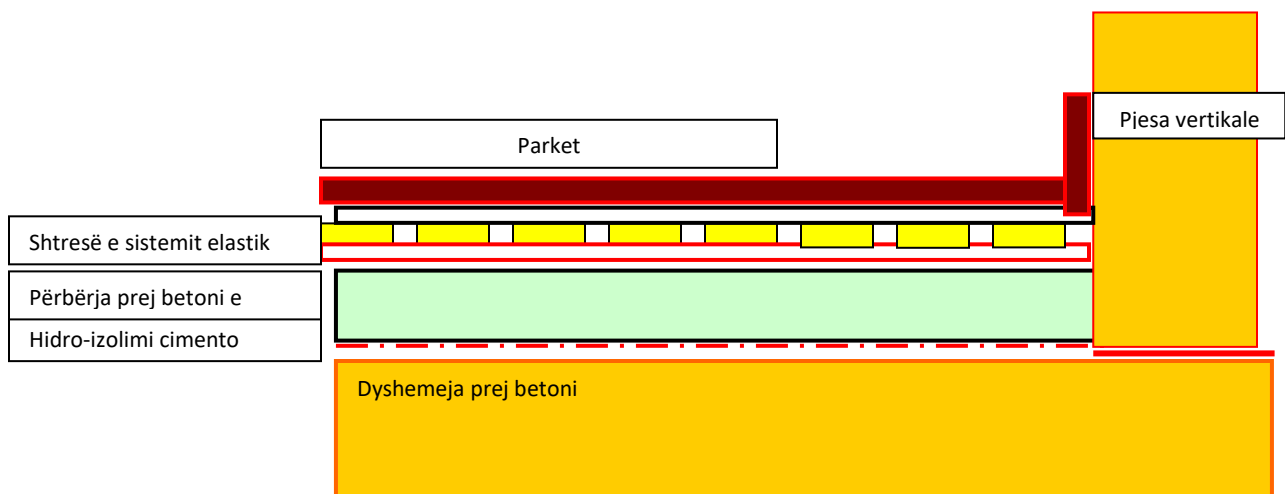 Parket
Pjesa vertikale
Shtresë e sistemit elastik
Përbërja prej betoni e
Hidro-izolimi cimento
Dyshemeja prej betoni